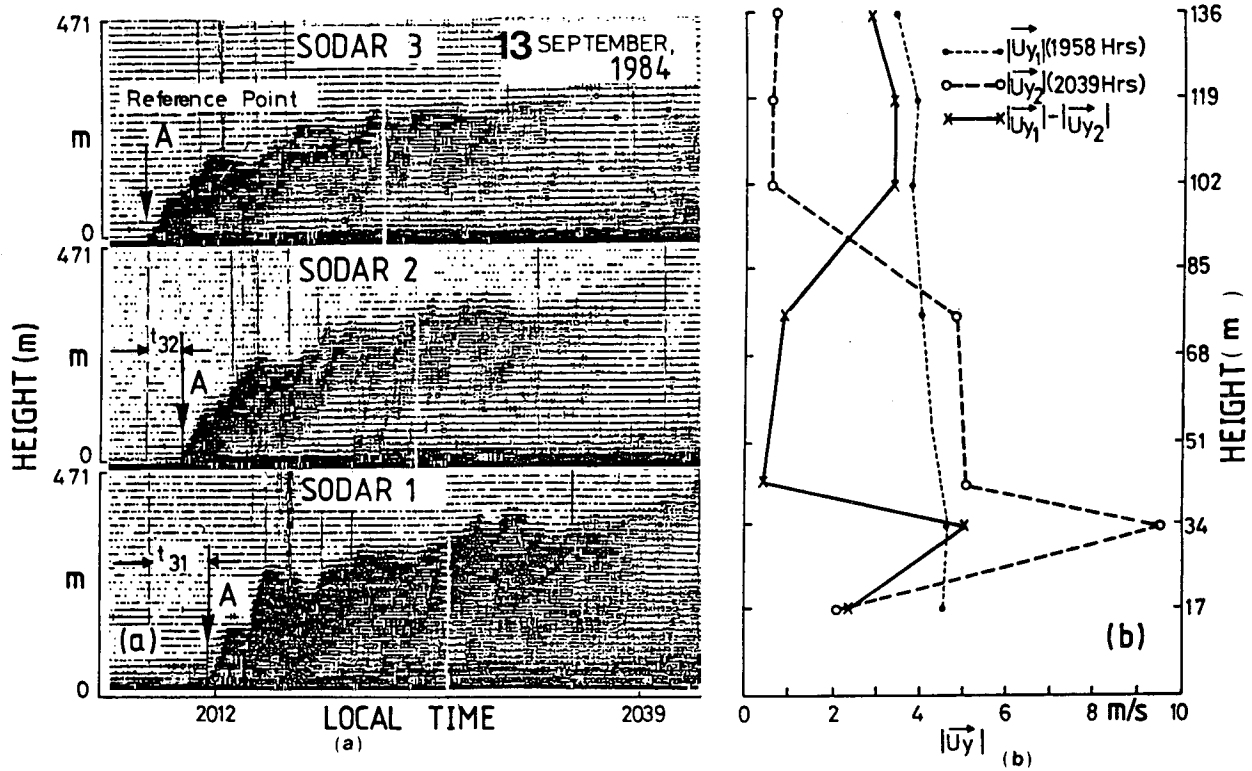 471
SODAR 3
13 SEPTEMBER,
1984
Reference Point
A
m
0
471
SODAR 2
m
t32
A
0
471
SODAR 1
t31
m
A
(a)
0
HEIGHT (m)
2012
LOCAL TIME
2039
(a)
136
|Uy1|(1958 Hrs)
|Uy2|(2039Hrs)
|Uy1|-|Uy2|
119
102
85
68
51
34
17
HEIGHT (m)
(b)
0
2
4
6
8
m/s
10
|Uy|
(b)